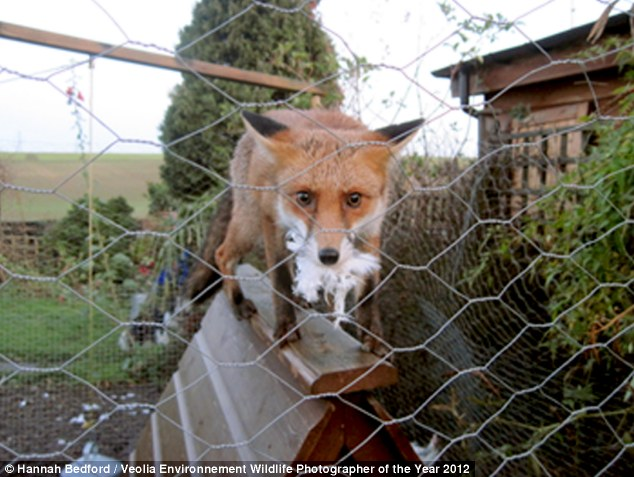 © Hannah Bedford / Veolia Environnement Wildlife Photographer of the Year 2012